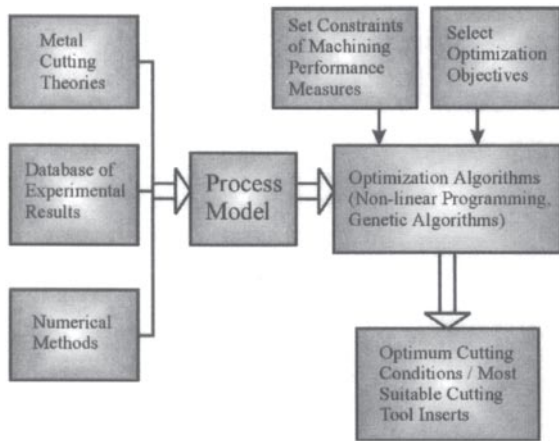 Metal
Cutting
Theories
Database of
Experimental
Results
Numerical
Methods
Process
Model
Set Constraints
of Machining
Performance
Measures
Select
Optimization
Objectives
Optimization Algorithms
(Non-linear Programming,
Genetic Algorithms)
Optimum Cutting
Conditions / Most
Suitable Cutting
Tool Inserts